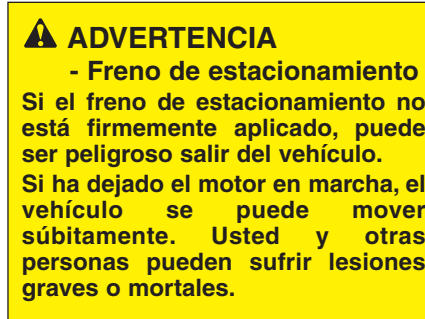 ADVERTENCIA
- Freno de estacionamiento
Si el freno de estacionamiento no
está firmemente aplicado, puede
ser peligroso salir del vehículo.
Si ha dejado el motor en marcha, el
vehículo se puede mover
súbitamente. Usted y otras
personas pueden sufrir lesiones
graves o mortales.